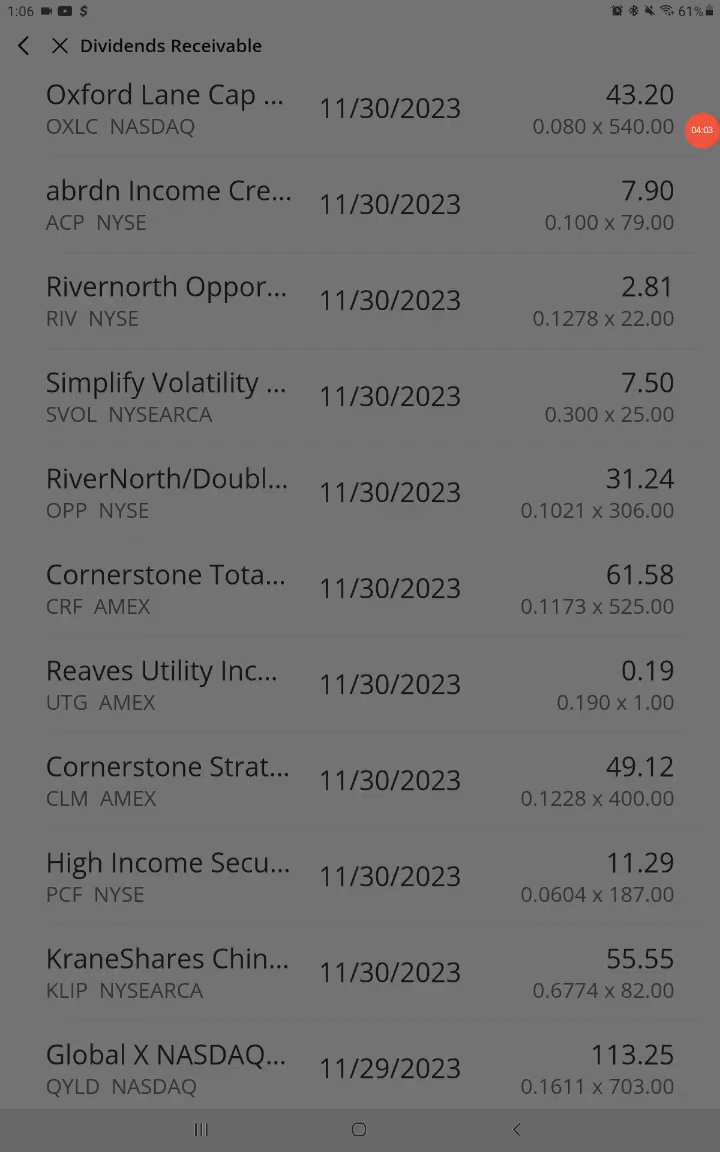 1:06 $ 61%
Dividends Receivable
Oxford Lane Cap ... 11/30/2023 43.20
OXLC NASDAQ 0.080 x 540.00
04:03
abrdn Income Cre... 11/30/2023 7.90
ACP NYSE 0.100 x 79.00
Rivernorth Oppor... 11/30/2023 2.81
RIV NYSE 0.1278 x 22.00
Simplify Volatility ... 11/30/2023 7.50
SVOL NYSEARCA 0.300 x 25.00
RiverNorth/Doubl... 11/30/2023 31.24
OPP NYSE 0.1021 x 306.00
Cornerstone Tota... 11/30/2023 61.58
CRF AMEX 0.1173 x 525.00
Reaves Utility Inc... 11/30/2023 0.19
UTG AMEX 0.190 x 1.00
Cornerstone Strat... 11/30/2023 49.12
CLM AMEX 0.1228 x 400.00
High Income Secu... 11/30/2023 11.29
PCF NYSE 0.0604 x 187.00
KraneShares Chin... 11/30/2023 55.55
KLIP NYSEARCA 0.6774 x 82.00
Global X NASDAQ... 11/29/2023 113.25
QYLD NASDAQ 0.1611 x 703.00